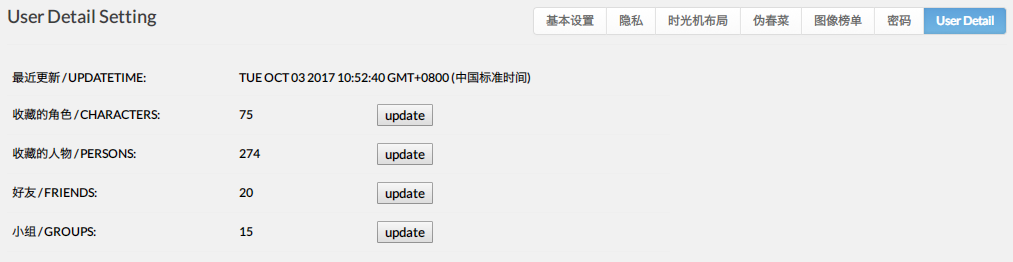 User Detail Setting
基本设置 隐私 时光机布局 伪春菜 图像榜单 密码 User Detail
最近更新 / UPDATETIME: TUE OCT 03 2017 10:52:40 GMT+0800 (中国标准时间)
收藏的角色 / CHARACTERS: 75 update
收藏的人物 / PERSONS: 274 update
好友 / FRIENDS: 20 update
小组 / GROUPS: 15 update